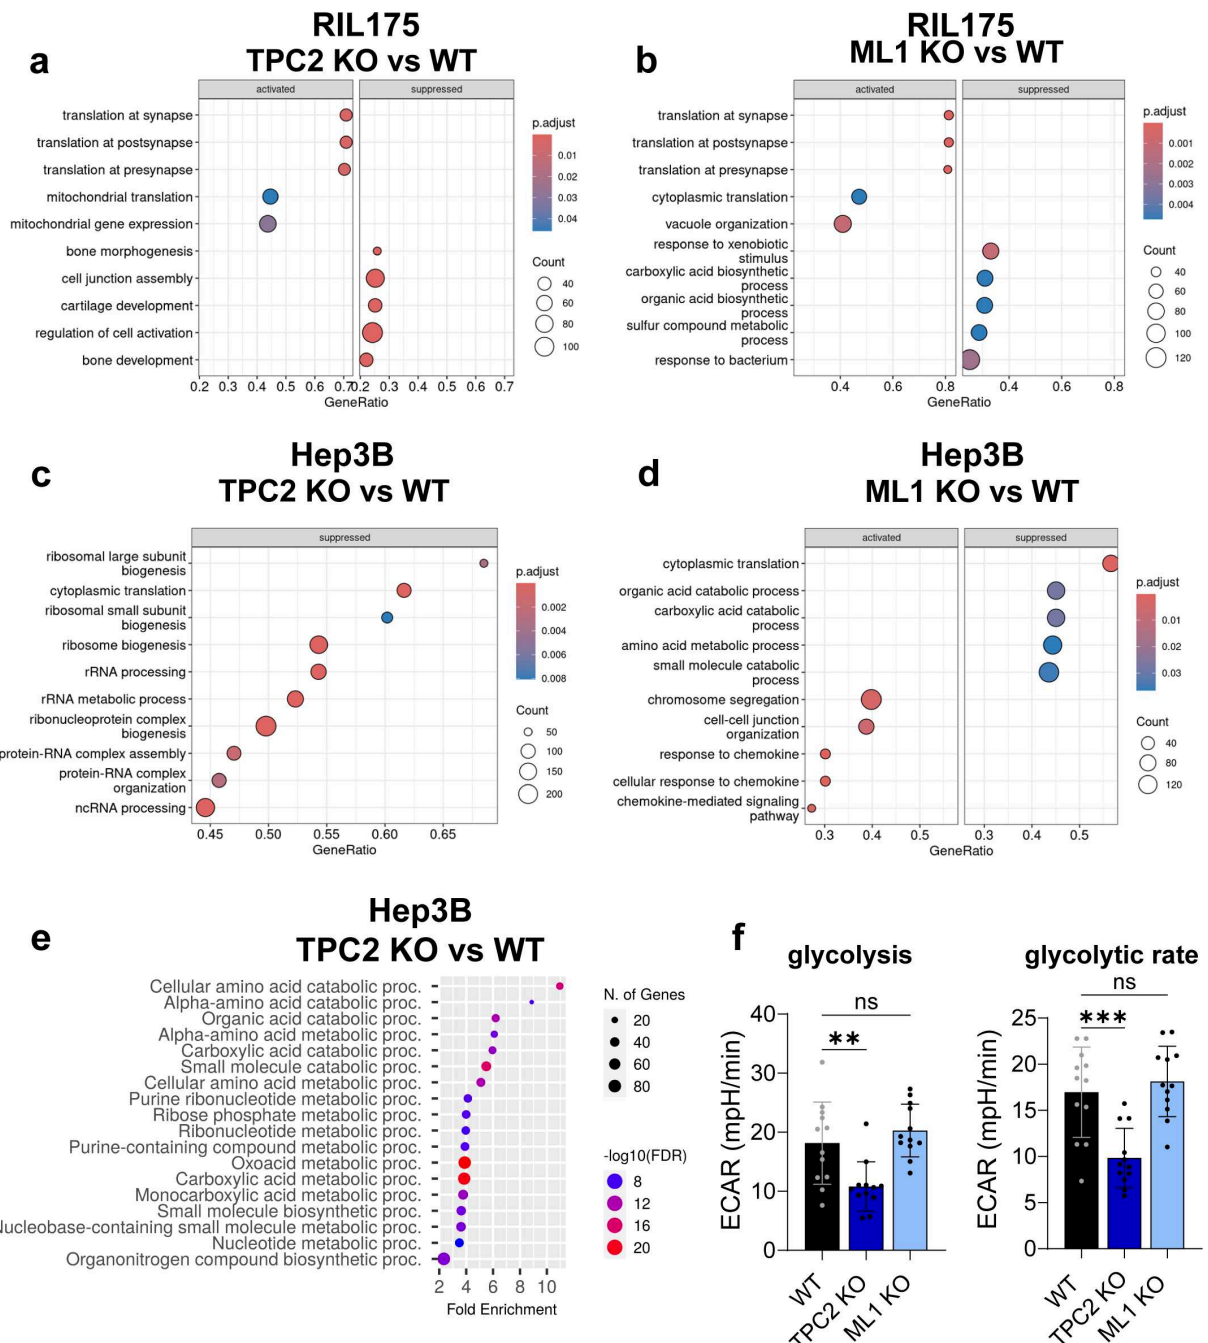 a
RIL175
TPC2 KO vs WT
activated
suppressed
translation at synapse
translation at postsynapse
translation at presynapse
mitochondrial translation
mitochondrial gene expression
bone morphogenesis
cell junction assembly
cartilage development
regulation of cell activation
bone development
0.2 0.3 0.4 0.5 0.6 0.7 0.2 0.3 0.4 0.5 0.6 0.7
GeneRatio
p.adjust
0.01
0.02
0.03
0.04
Count
40
60
80
100
b
RIL175
ML1 KO vs WT
activated
suppressed
translation at synapse
translation at postsynapse
translation at presynapse
cytoplasmic translation
vacuole organization
response to xenobiotic
stimulus
carboxylic acid biosynthetic
process
organic acid biosynthetic
process
sulfur compound metabolic
process
response to bacterium
0.4 0.6 0.8 0.4 0.6 0.8
GeneRatio
p.adjust
0.001
0.002
0.003
0.004
Count
40
60
80
100
120
c
Hep3B
TPC2 KO vs WT
suppressed
ribosomal large subunit
biogenesis
cytoplasmic translation
ribosomal small subunit
biogenesis
ribosome biogenesis
rRNA processing
rRNA metabolic process
ribonucleoprotein complex
biogenesis
protein-RNA complex assembly
protein-RNA complex
organization
ncRNA processing
0.45 0.50 0.55 0.60 0.65
GeneRatio
p.adjust
0.002
0.004
0.006
0.008
Count
50
100
150
200
d
Hep3B
ML1 KO vs WT
activated
suppressed
cytoplasmic translation
organic acid catabolic process
carboxylic acid catabolic
process
amino acid metabolic process
small molecule catabolic
process
chromosome segregation
cell-cell junction
organization
response to chemokine
cellular response to chemokine
chemokine-mediated signaling
pathway
0.3 0.4 0.5 0.3 0.4 0.5
GeneRatio
p.adjust
0.01
0.02
0.03
Count
40
80
120
e
Hep3B
TPC2 KO vs WT
Cellular amino acid catabolic proc.
Alpha-amino acid catabolic proc.
Organic acid catabolic proc.
Alpha-amino acid metabolic proc.
Carboxylic acid catabolic proc.
Small molecule catabolic proc.
Cellular amino acid metabolic proc.
Purine ribonucleotide metabolic proc.
Ribose phosphate metabolic proc.
Ribonucleotide metabolic proc.
Purine-containing compound metabolic proc.
Oxoacid metabolic proc.
Carboxylic acid metabolic proc.
Monocarboxylic acid metabolic proc.
Small molecule biosynthetic proc.
Nucleobase-containing small molecule metabolic proc.
Nucleotide metabolic proc.
Organonitrogen compound biosynthetic proc.
2 4 6 8 10
Fold Enrichment
N. of Genes
20
40
60
80
-log10(FDR)
8
12
16
20
f
glycolysis
ECAR (mpH/min)
40
30
20
10
0
ns
**
WT
TPC2 KO
ML1 KO
glycolytic rate
ECAR (mpH/min)
25
20
15
10
5
0
ns
***
WT
TPC2 KO
ML1 KO